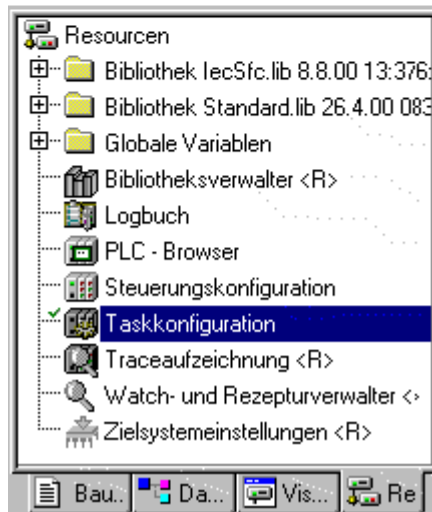 Resourcen
Bibliothek IecSfc.lib 8.8.00 13:376:
Bibliothek Standard.lib 26.4.00 083
Globale Variablen
Bibliotheksverwalter <R>
Logbuch
PLC - Browser
Steuerungskonfiguration
Taskkonfiguration
Traceaufzeichnung <R>
Watch- und Rezepturverwalter <
Zielsystemeinstellungen <R>
Bau.. Da... Vis... Re